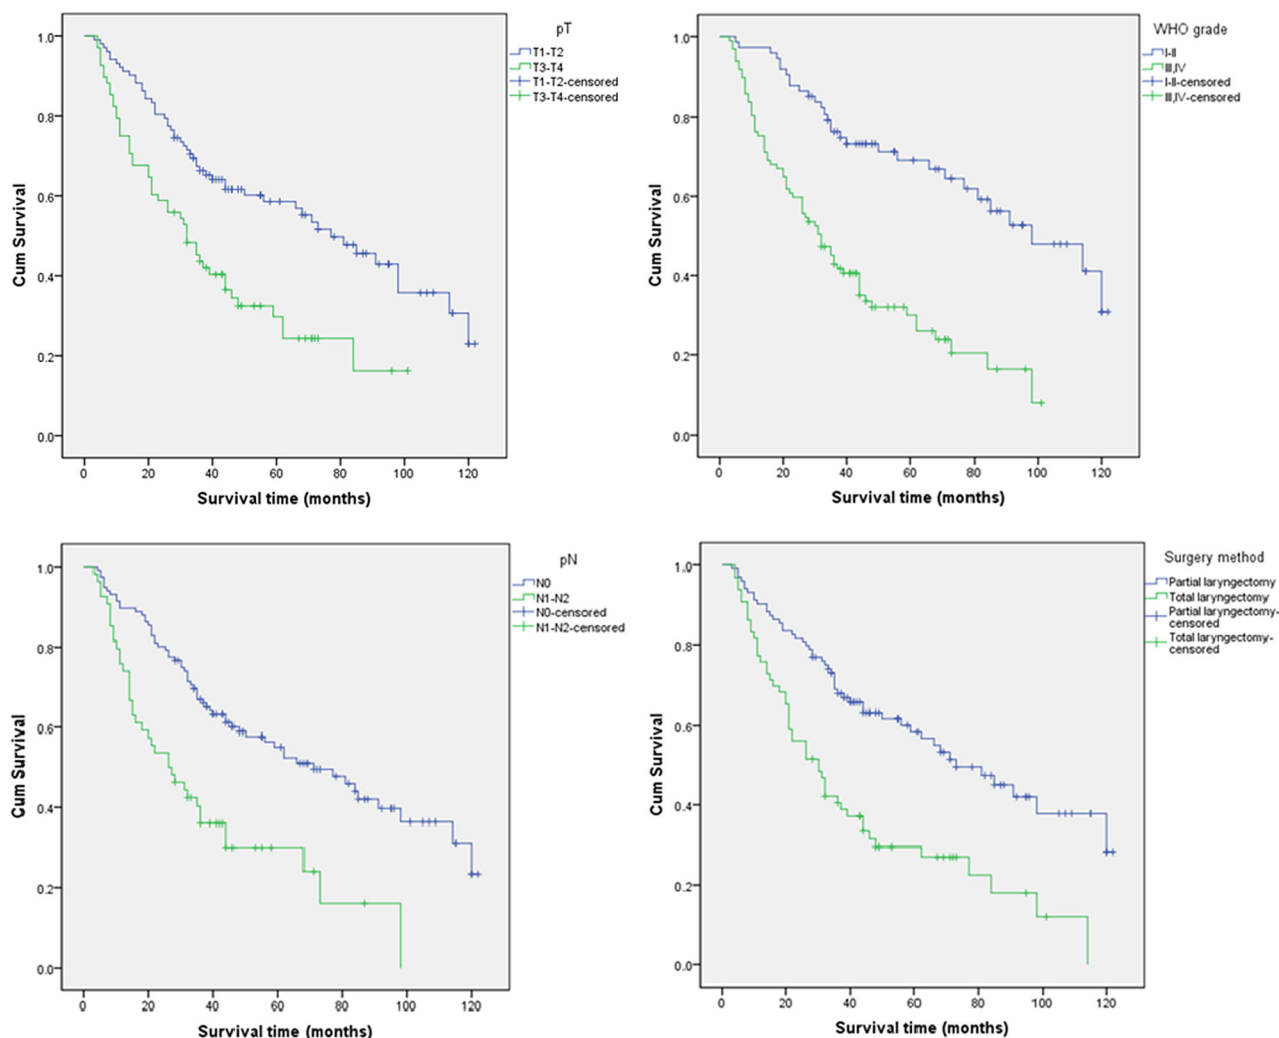 pT
T1-T2
T3-T4
T1-T2-censored
T3-T4-censored
Cum Survival
1.0
0.8
0.6
0.4
0.2
0.0
0 20 40 60 80 100 120
Survival time (months)
WHO grade
I-II
III,IV
I-II-censored
III,IV-censored
Cum Survival
1.0
0.8
0.6
0.4
0.2
0.0
0 20 40 60 80 100 120
Survival time (months)
pN
N0
N1-N2
N0-censored
N1-N2-censored
Cum Survival
1.0
0.8
0.6
0.4
0.2
0.0
0 20 40 60 80 100 120
Survival time (months)
Surgery method
Partial laryngectomy
Total laryngectomy
Partial laryngectomy-
censored
Total laryngectomy-
censored
Cum Survival
1.0
0.8
0.6
0.4
0.2
0.0
0 20 40 60 80 100 120
Survival time (months)